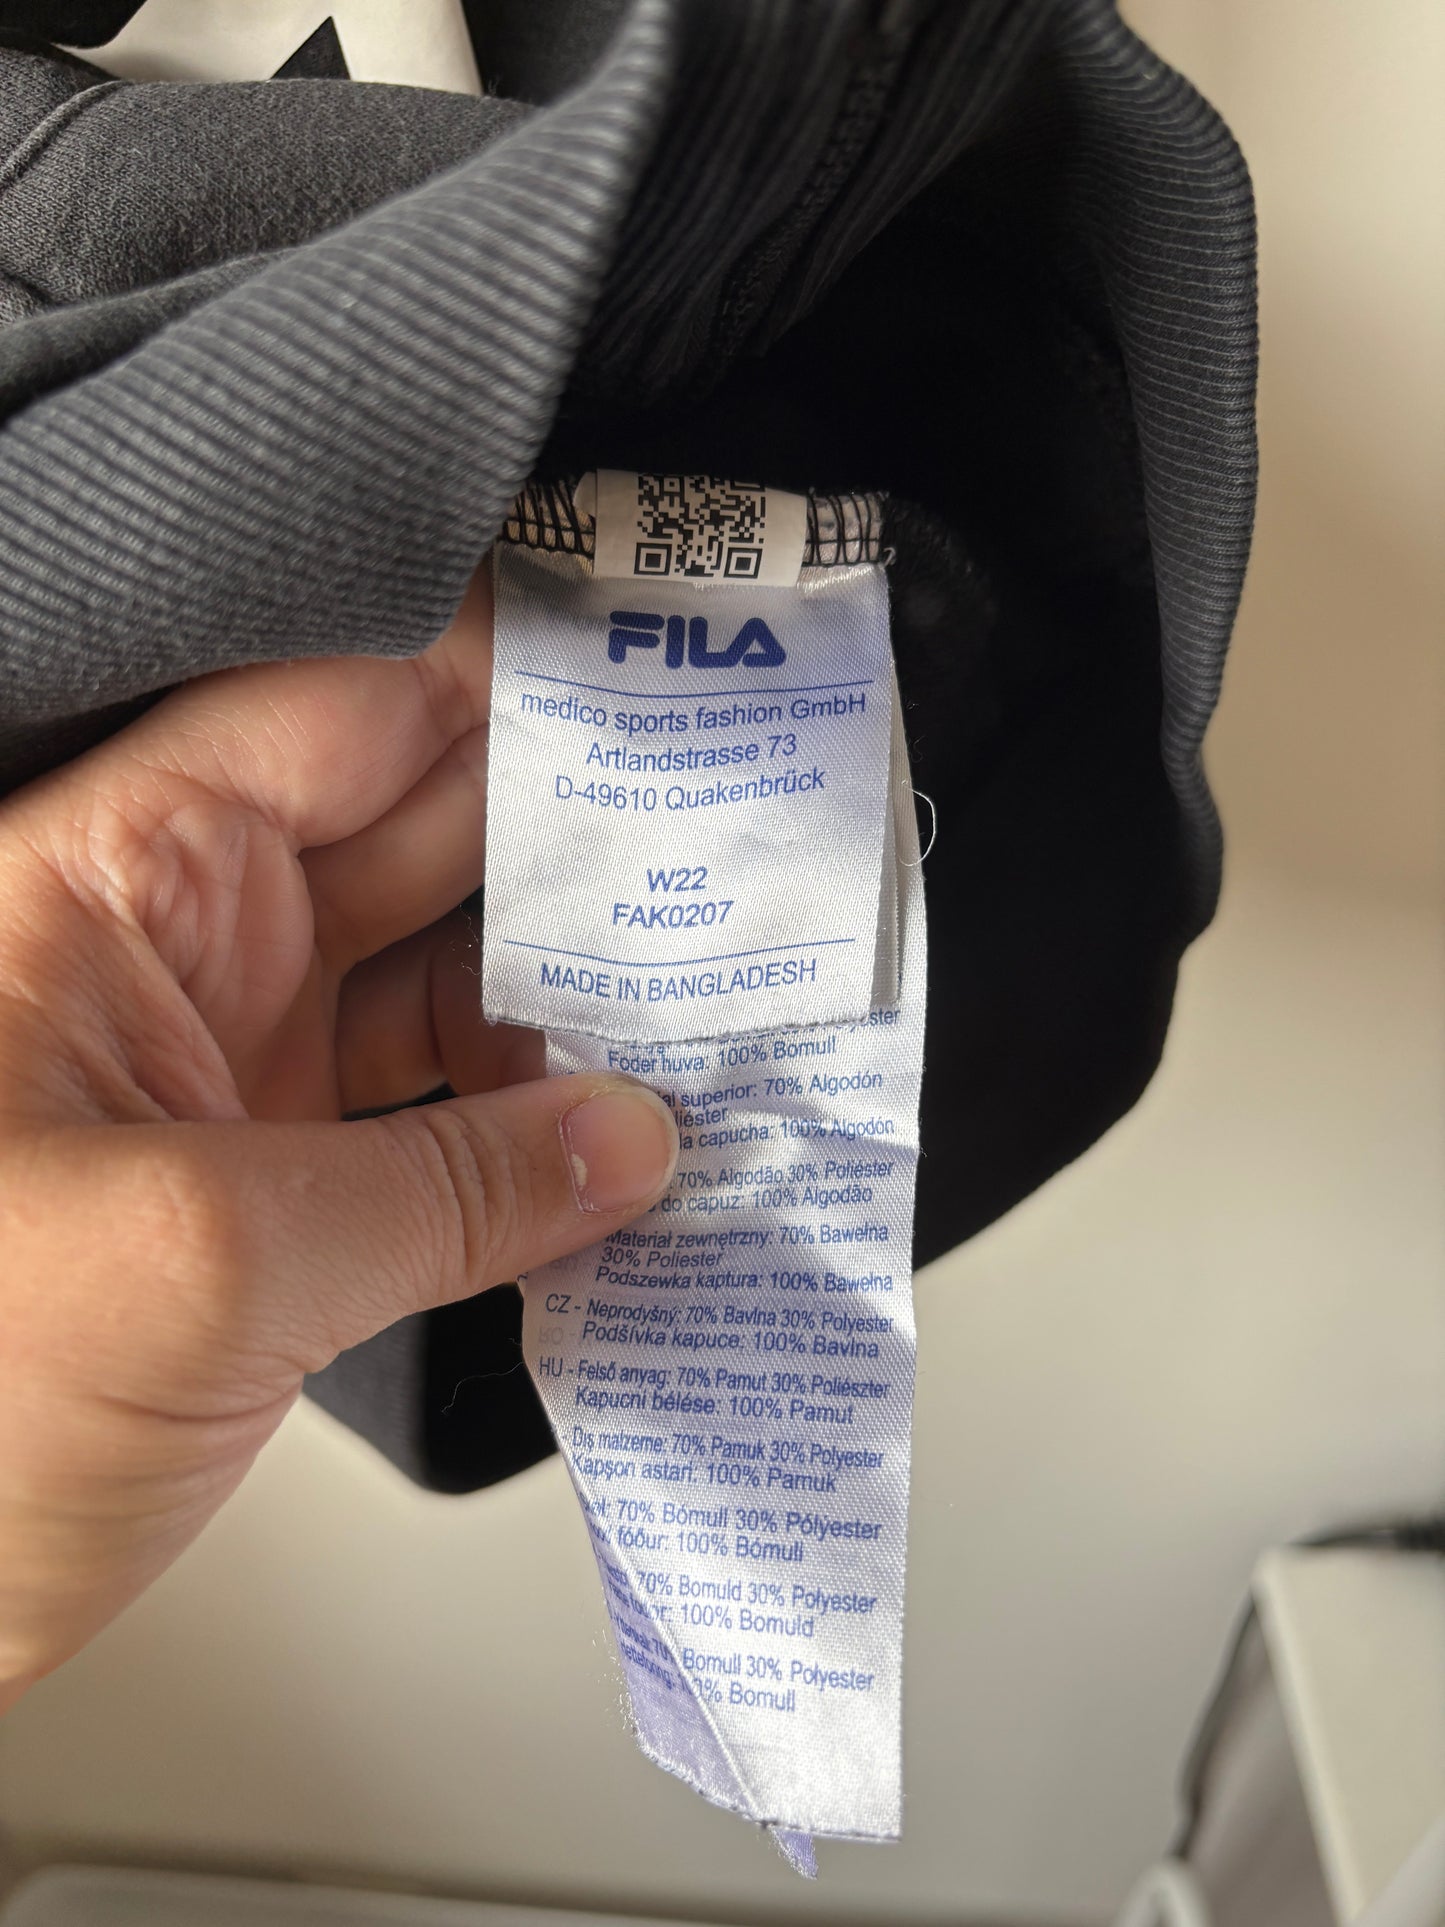 FILA
medico sports fashion GmbH
Artlandstrasse 73
D-49610 Quakenbrück
W22
FAK0207
MADE IN BANGLADESH
Foder huva: 100% Bomull
superior: 70% Algodón
capucha: 100% Algodón
70% Algodão 30% Poliéster
do capuz: 100% Algodão
Materiał zewnętrzny: 70% Bawełna
30% Poliester
Podszewka kaptura: 100% Bawełna
CZ - Neprodyšný: 70% Bavlna 30% Polyester
Podšívka kapuce: 100% Bavlna
HU - Felső anyag: 70% Pamut 30% Poliészter
Kapucni bélése: 100% Pamut
Dış malzeme: 70% Pamuk 30% Polyester
Kapşon astarı: 100% Pamuk
70% Bómull 30% Pólyester
fóður: 100% Bómull
70% Bomuld 30% Polyester
100% Bomuld
Bomull 30% Polyester
Bomull